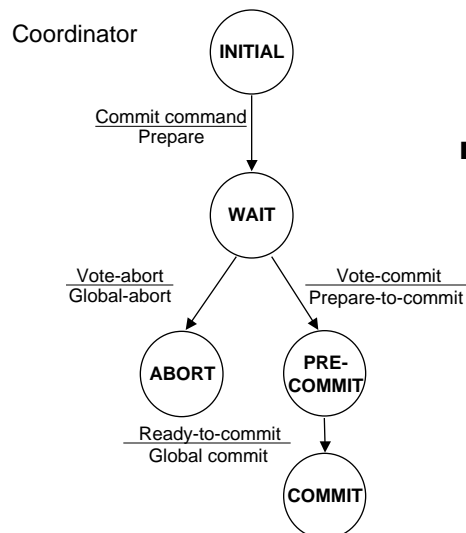 Coordinator
INITIAL
Commit command
Prepare
WAIT
Vote-abort
Global-abort
Vote-commit
Prepare-to-commit
ABORT
PRE-
COMMIT
Ready-to-commit
Global commit
COMMIT